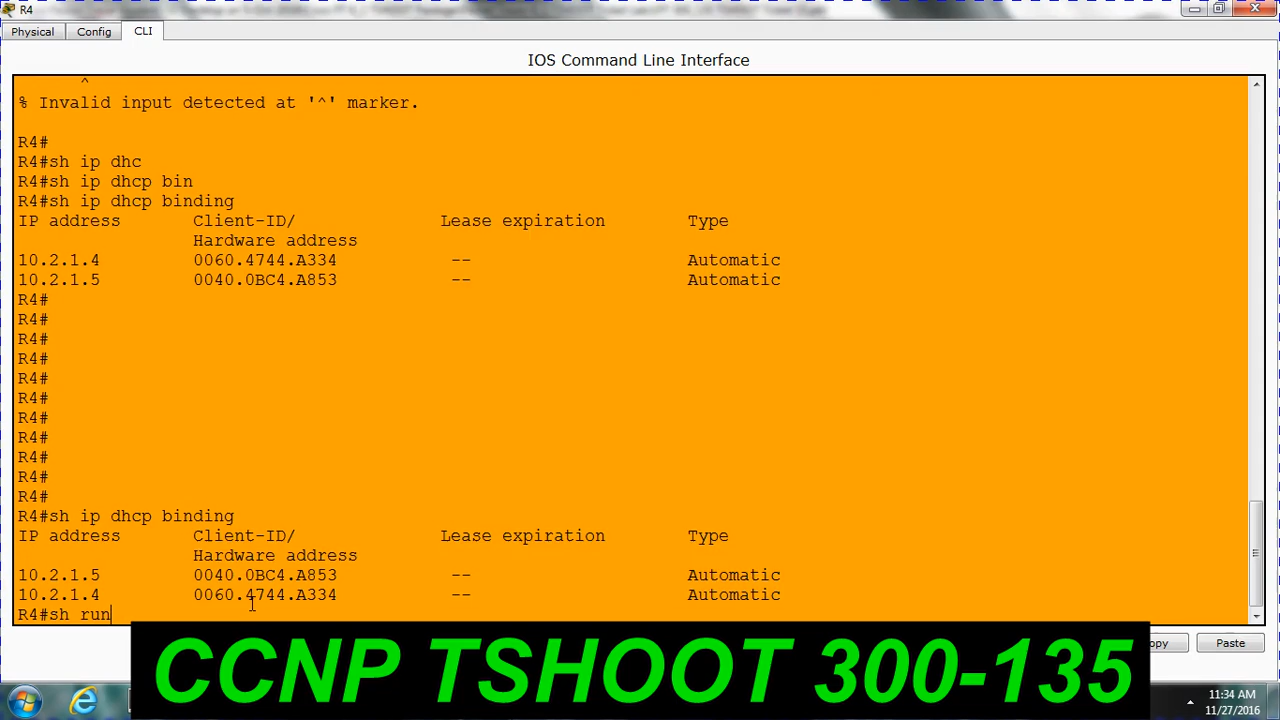 R4
Physical Config CLI
IOS Command Line Interface
^
% Invalid input detected at '^' marker.
R4#
R4#sh ip dhc
R4#sh ip dhcp bin
R4#sh ip dhcp binding
IP address Client-ID/ Lease expiration Type
Hardware address
10.2.1.4 0060.4744.A334 -- Automatic
10.2.1.5 0040.0BC4.A853 -- Automatic
R4#
R4#
R4#
R4#
R4#
R4#
R4#
R4#
R4#
R4#
R4#
R4#sh ip dhcp binding
IP address Client-ID/ Lease expiration Type
Hardware address
10.2.1.5 0040.0BC4.A853 -- Automatic
10.2.1.4 0060.4744.A334 -- Automatic
R4#sh run
opy Paste
CCNP TSHOOT 300-135
11:34 AM
11/27/2016